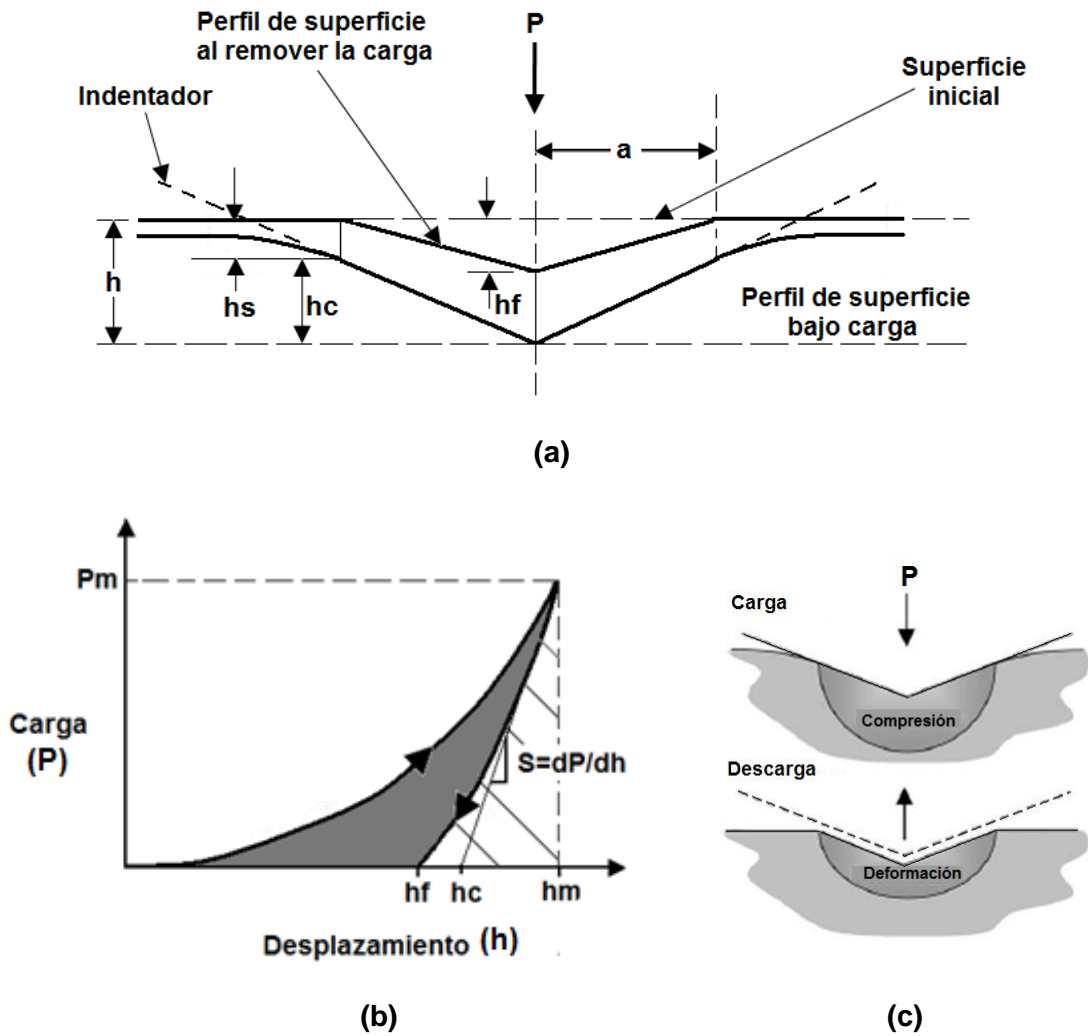 Perfil de superficie
al remover la carga
P
Superficie
inicial
Indentador
a
h
hs
hc
hf
Perfil de superficie
bajo carga
(a)
Pm
Carga
(P)
S=dP/dh
hf
hc
hm
Desplazamiento (h)
(b)
P
Carga
Compresión
Descarga
Deformación
(c)